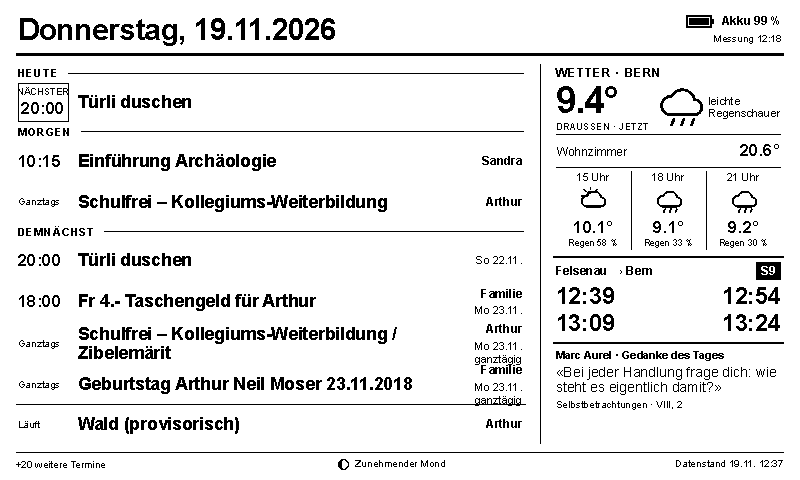 Donnerstag, 19.11.2026
Akku 99 %
Messung 12:18
HEUTE
NÄCHSTER
20:00 Türli duschen
MORGEN
10:15 Einführung Archäologie Sandra
Ganztags Schulfrei – Kollegiums-Weiterbildung Arthur
DEMNÄCHST
20:00 Türli duschen So 22.11.
18:00 Fr 4.- Taschengeld für Arthur Familie
Mo 23.11.
Ganztags Schulfrei – Kollegiums-Weiterbildung / Zibelemärit Arthur
Mo 23.11.
ganztägig
Ganztags Geburtstag Arthur Neil Moser 23.11.2018 Familie
Mo 23.11.
ganztägig
Läuft Wald (provisorisch) Arthur
WETTER · BERN
9.4°
leichte
Regenschauer
DRAUSSEN · JETZT
Wohnzimmer 20.6°
15 Uhr 18 Uhr 21 Uhr
10.1° 9.1° 9.2°
Regen 58 % Regen 33 % Regen 30 %
Felsenau › Bern S9
12:39 12:54
13:09 13:24
Marc Aurel · Gedanke des Tages
«Bei jeder Handlung frage dich: wie
steht es eigentlich damit?»
Selbstbetrachtungen · VIII, 2
+20 weitere Termine
Zunehmender Mond
Datenstand 19.11. 12:37